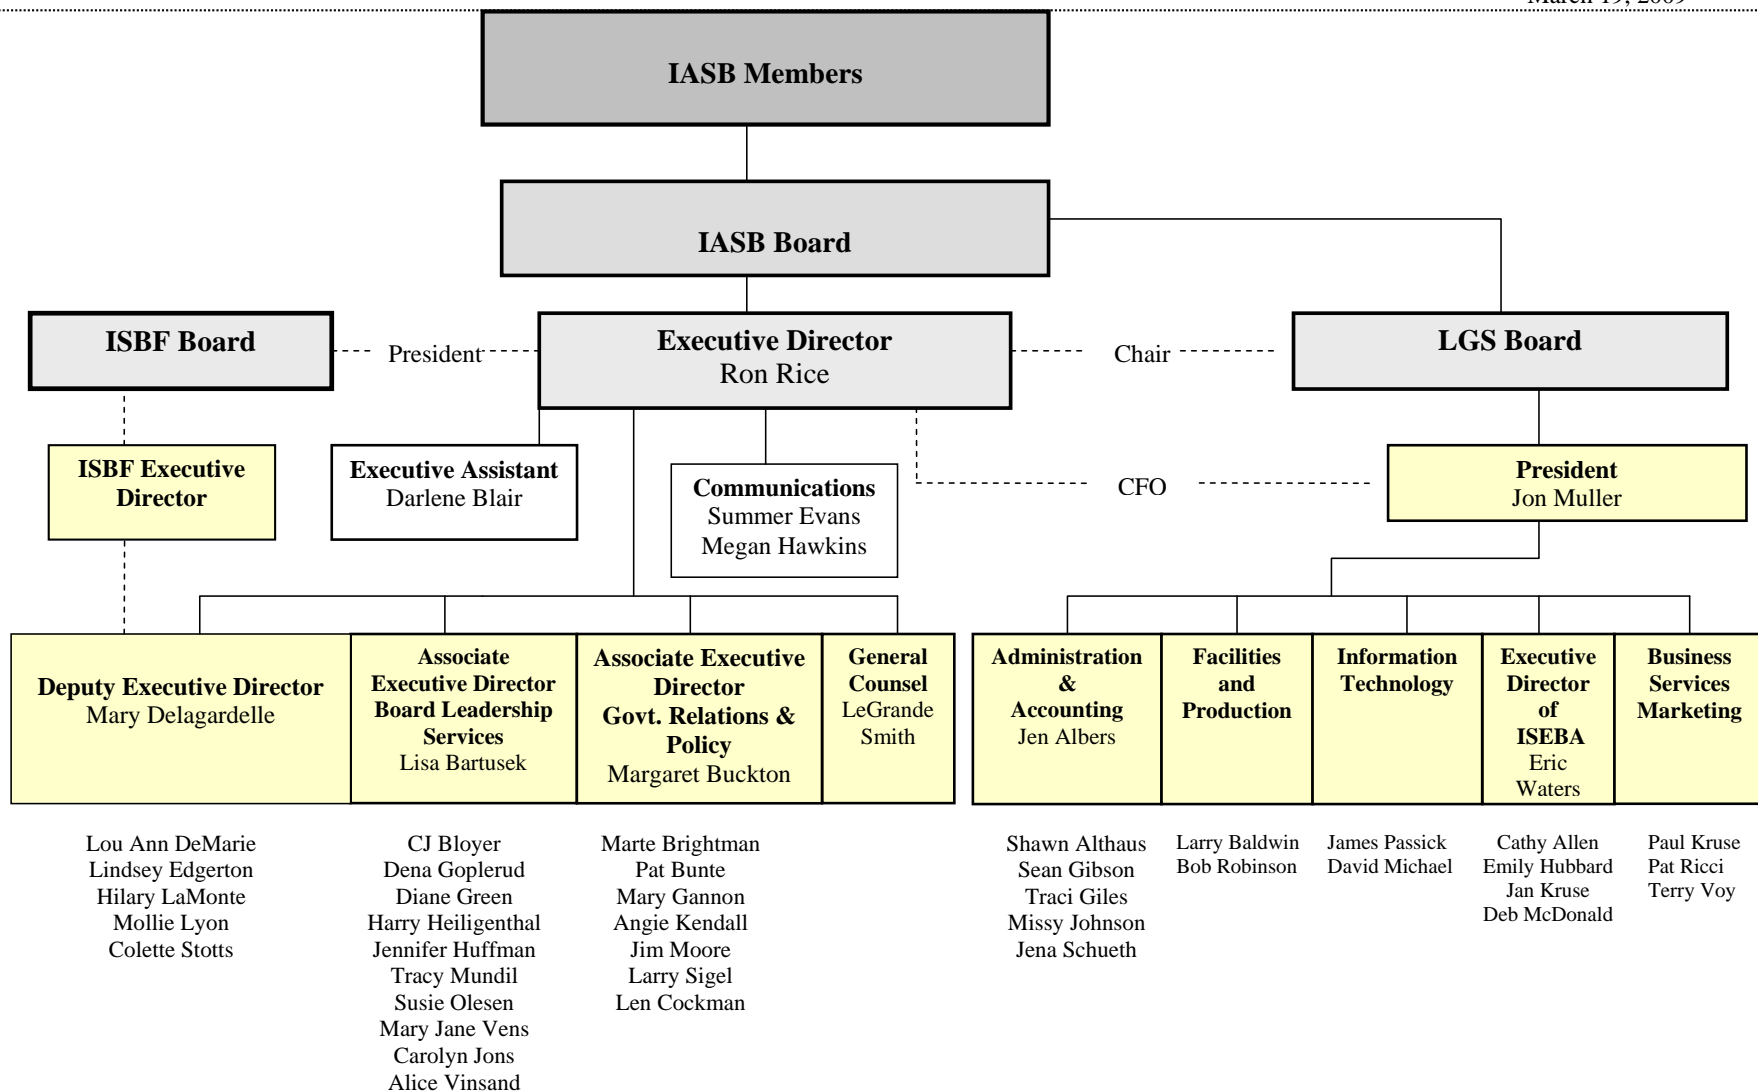 March 19, 2009
IASB Members
IASB Board
ISBF Board
President
Executive Director
Ron Rice
Chair
LGS Board
ISBF Executive
Director
Executive Assistant
Darlene Blair
Communications
Summer Evans
Megan Hawkins
CFO
President
Jon Muller
Deputy Executive Director
Mary Delagardelle
Associate
Executive Director
Board Leadership
Services
Lisa Bartusek
Associate Executive
Director
Govt. Relations &
Policy
Margaret Buckton
General
Counsel
LeGrande
Smith
Administration
&
Accounting
Jen Albers
Facilities
and
Production
Information
Technology
Executive
Director
of
ISEBA
Eric
Waters
Business
Services
Marketing
Lou Ann DeMarie
Lindsey Edgerton
Hilary LaMonte
Mollie Lyon
Colette Stotts
CJ Bloyer
Dena Goplerud
Diane Green
Harry Heiligenthal
Jennifer Huffman
Tracy Mundil
Susie Olesen
Mary Jane Vens
Carolyn Jons
Alice Vinsand
Marte Brightman
Pat Bunte
Mary Gannon
Angie Kendall
Jim Moore
Larry Sigel
Len Cockman
Shawn Althaus
Sean Gibson
Traci Giles
Missy Johnson
Jena Schueth
Larry Baldwin
Bob Robinson
James Passick
David Michael
Cathy Allen
Emily Hubbard
Jan Kruse
Deb McDonald
Paul Kruse
Pat Ricci
Terry Voy